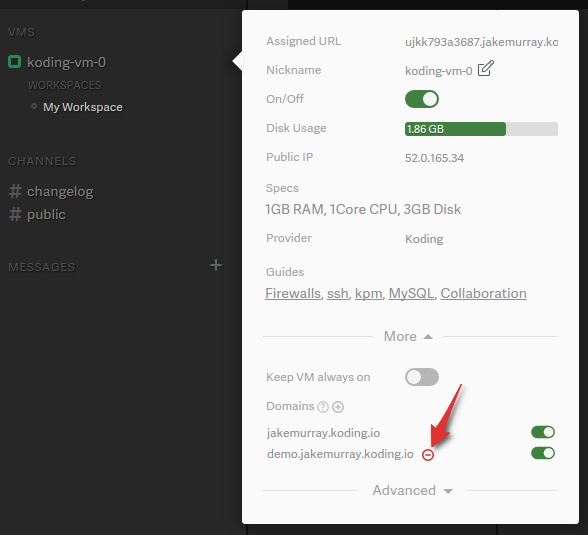 VMS
koding-vm-0
WORKSPACES
My Workspace
CHANNELS
# changelog
# public
MESSAGES +
Assigned URL ujkk793a3687.jakemurray.ko
Nickname koding-vm-0
On/Off
Disk Usage 1.86 GB
Public IP 52.0.165.34
Specs
1GB RAM, 1Core CPU, 3GB Disk
Provider Koding
Guides
Firewalls, ssh, kpm, MySQL, Collaboration
More
Keep VM always on
Domains ? +
jakemurray.koding.io
demo.jakemurray.koding.io
Advanced